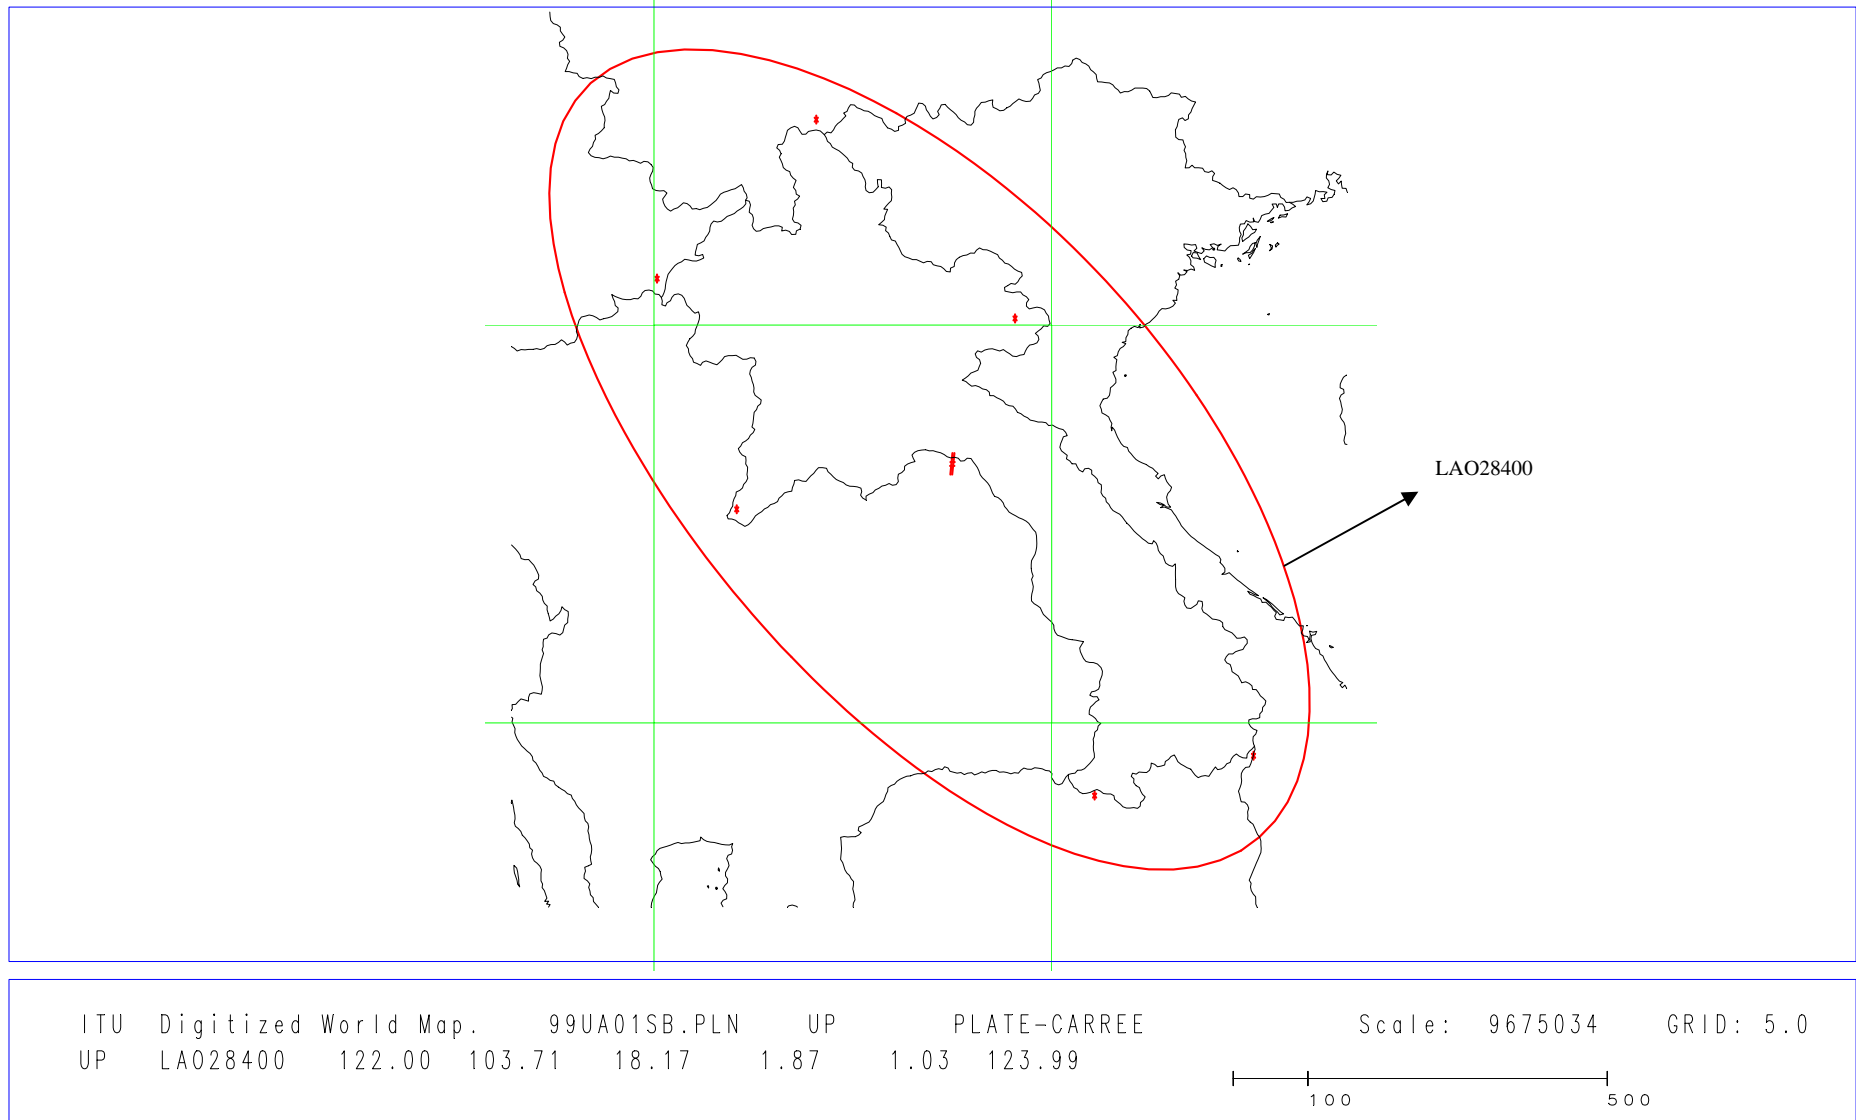 LAO28400
ITU Digitized World Map. 99UA01SB.PLN UP PLATE-CARREE Scale: 9675034 GRID: 5.0
UP LAO28400 122.00 103.71 18.17 1.87 1.03 123.99
100 500